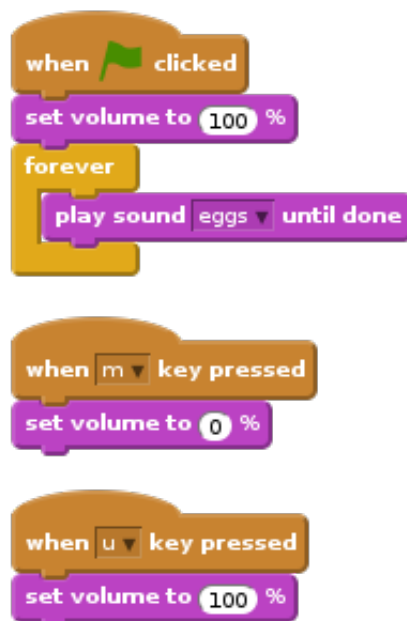 when clicked
set volume to 100 %
forever
play sound eggs until done
when m key pressed
set volume to 0 %
when u key pressed
set volume to 100 %